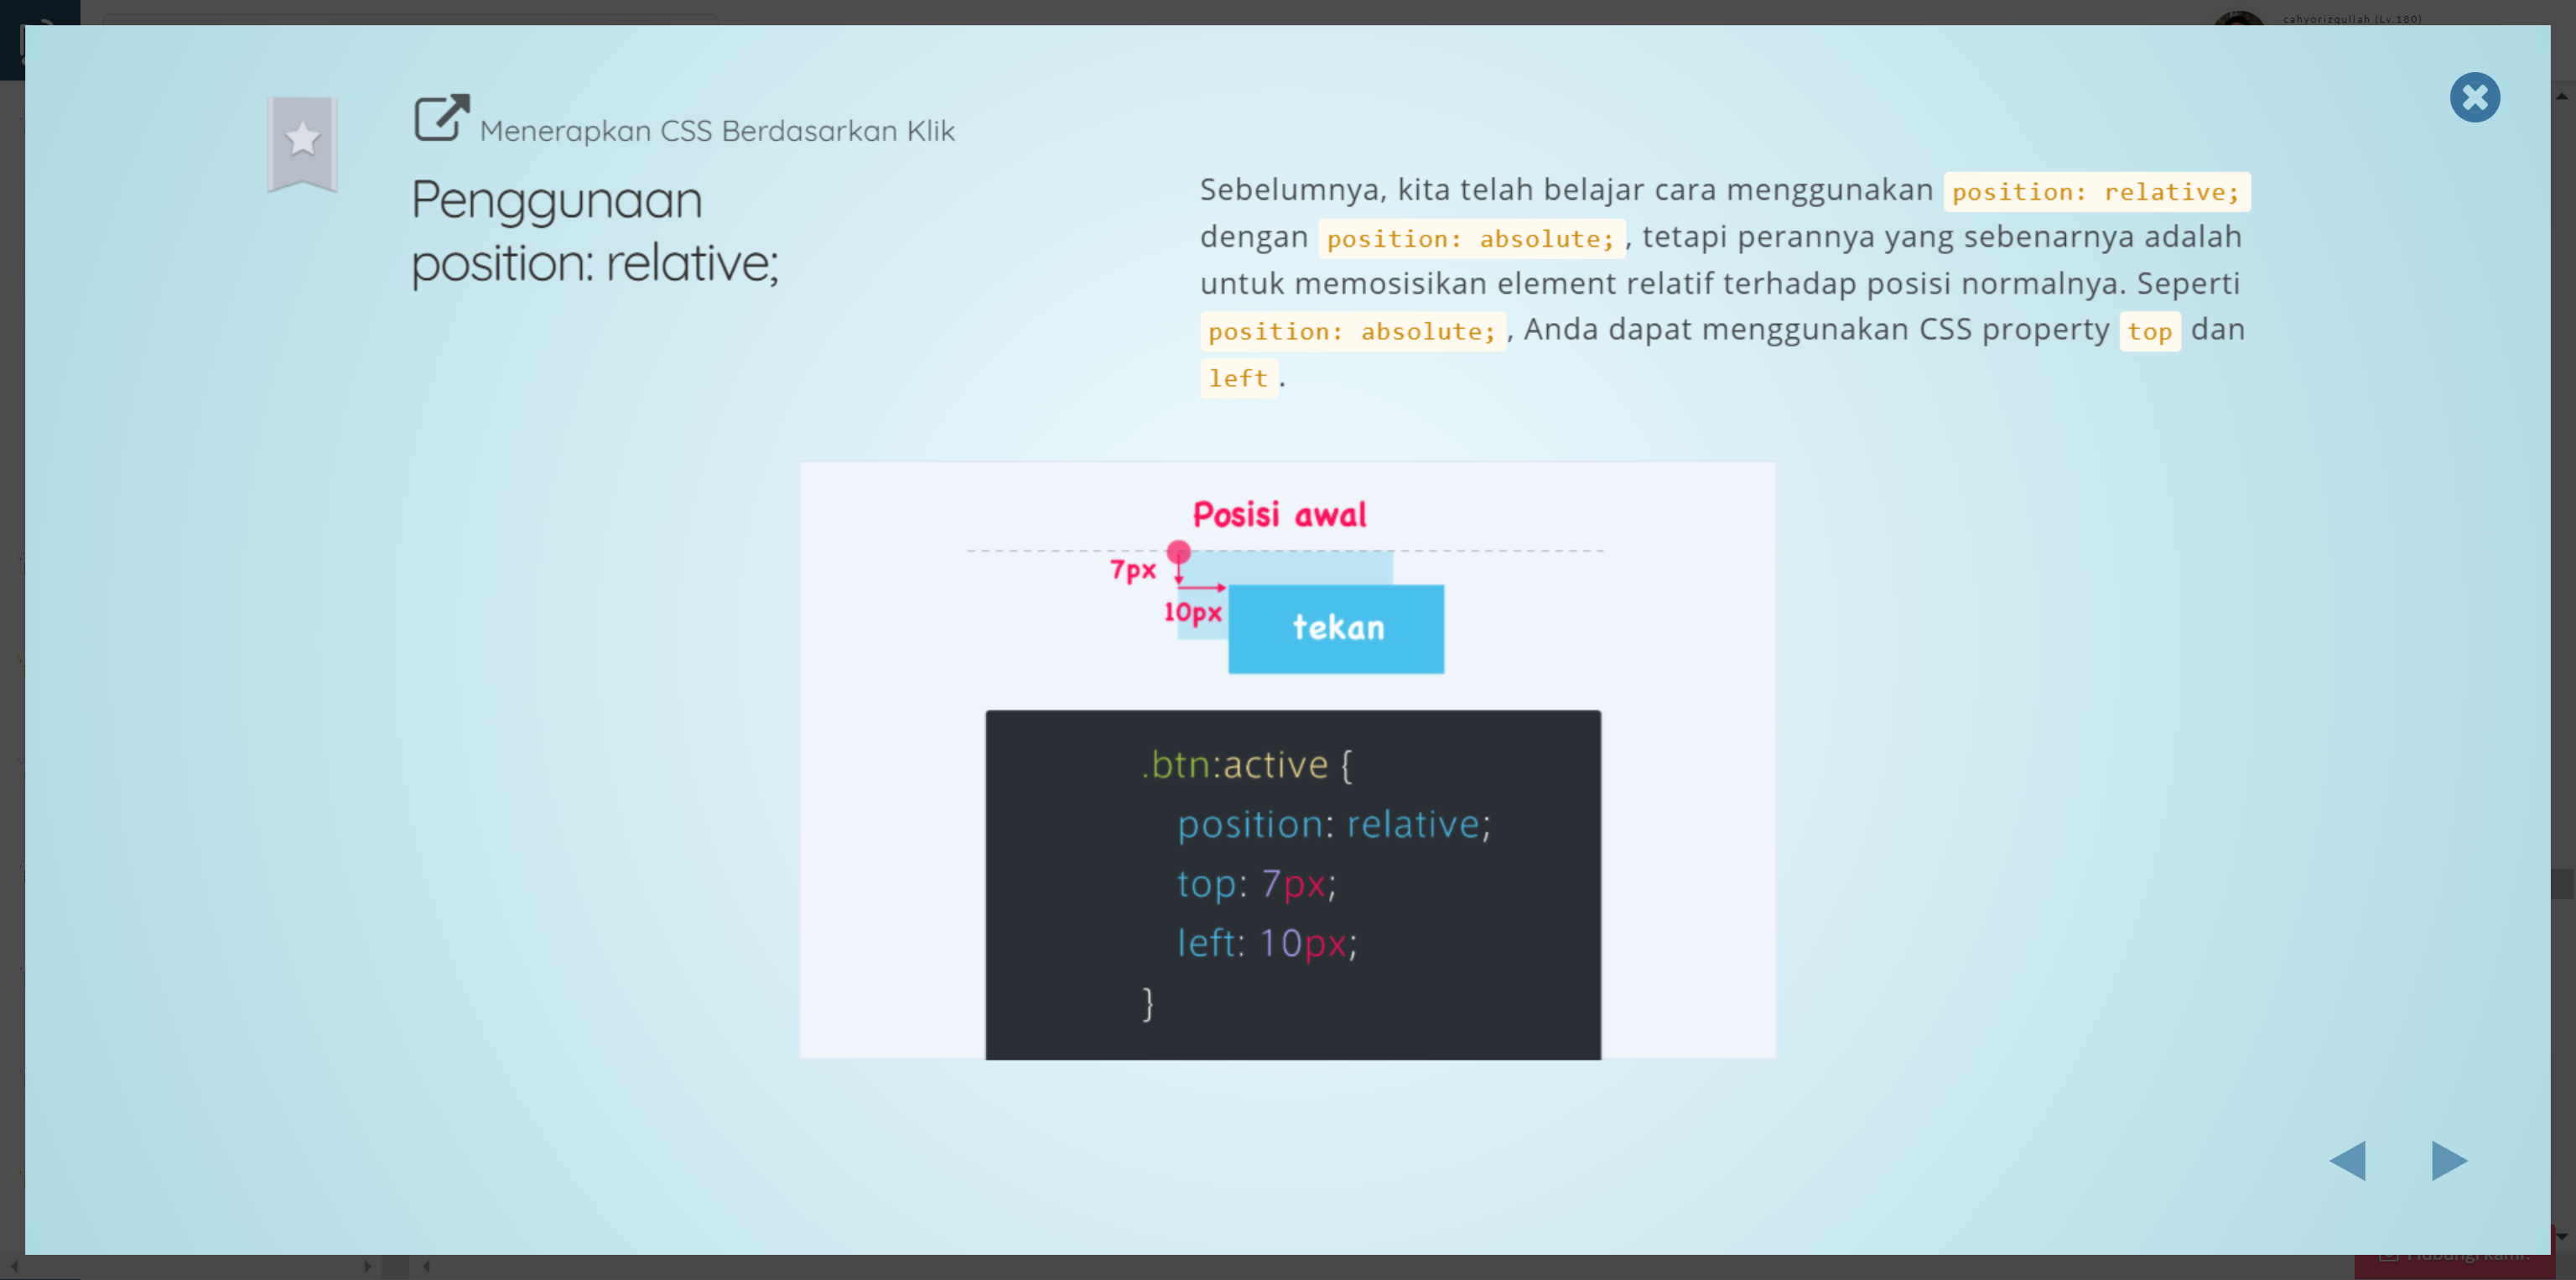 cahyorizqullah (Lv.180)
Menerapkan CSS Berdasarkan Klik
Penggunaan
position: relative;
Sebelumnya, kita telah belajar cara menggunakan position: relative;
dengan position: absolute; , tetapi perannya yang sebenarnya adalah
untuk memosisikan element relatif terhadap posisi normalnya. Seperti
position: absolute; , Anda dapat menggunakan CSS property top dan
left .
Posisi awal
7px
10px
tekan
.btn:active {
position: relative;
top: 7px;
left: 10px;
}
Hubungi kami.